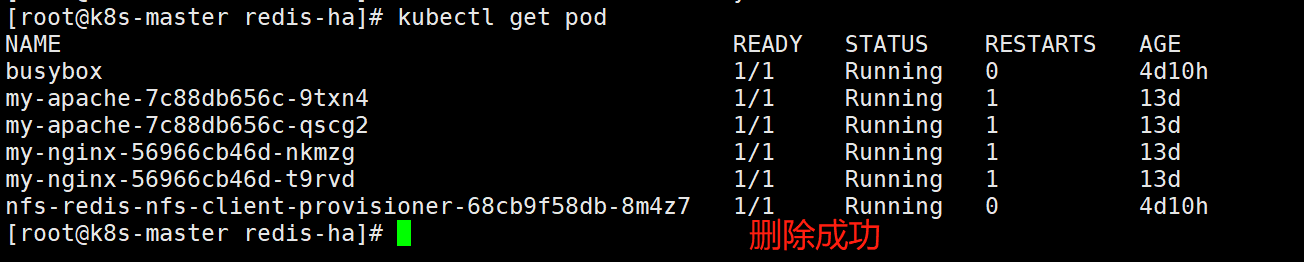 [root@k8s-master redis-ha]# kubectl get pod
NAME READY STATUS RESTARTS AGE
busybox 1/1 Running 0 4d10h
my-apache-7c88db656c-9txn4 1/1 Running 1 13d
my-apache-7c88db656c-qscg2 1/1 Running 1 13d
my-nginx-56966cb46d-nkmzg 1/1 Running 1 13d
my-nginx-56966cb46d-t9rvd 1/1 Running 1 13d
nfs-redis-nfs-client-provisioner-68cb9f58db-8m4z7 1/1 Running 0 4d10h
[root@k8s-master redis-ha]# 删除成功